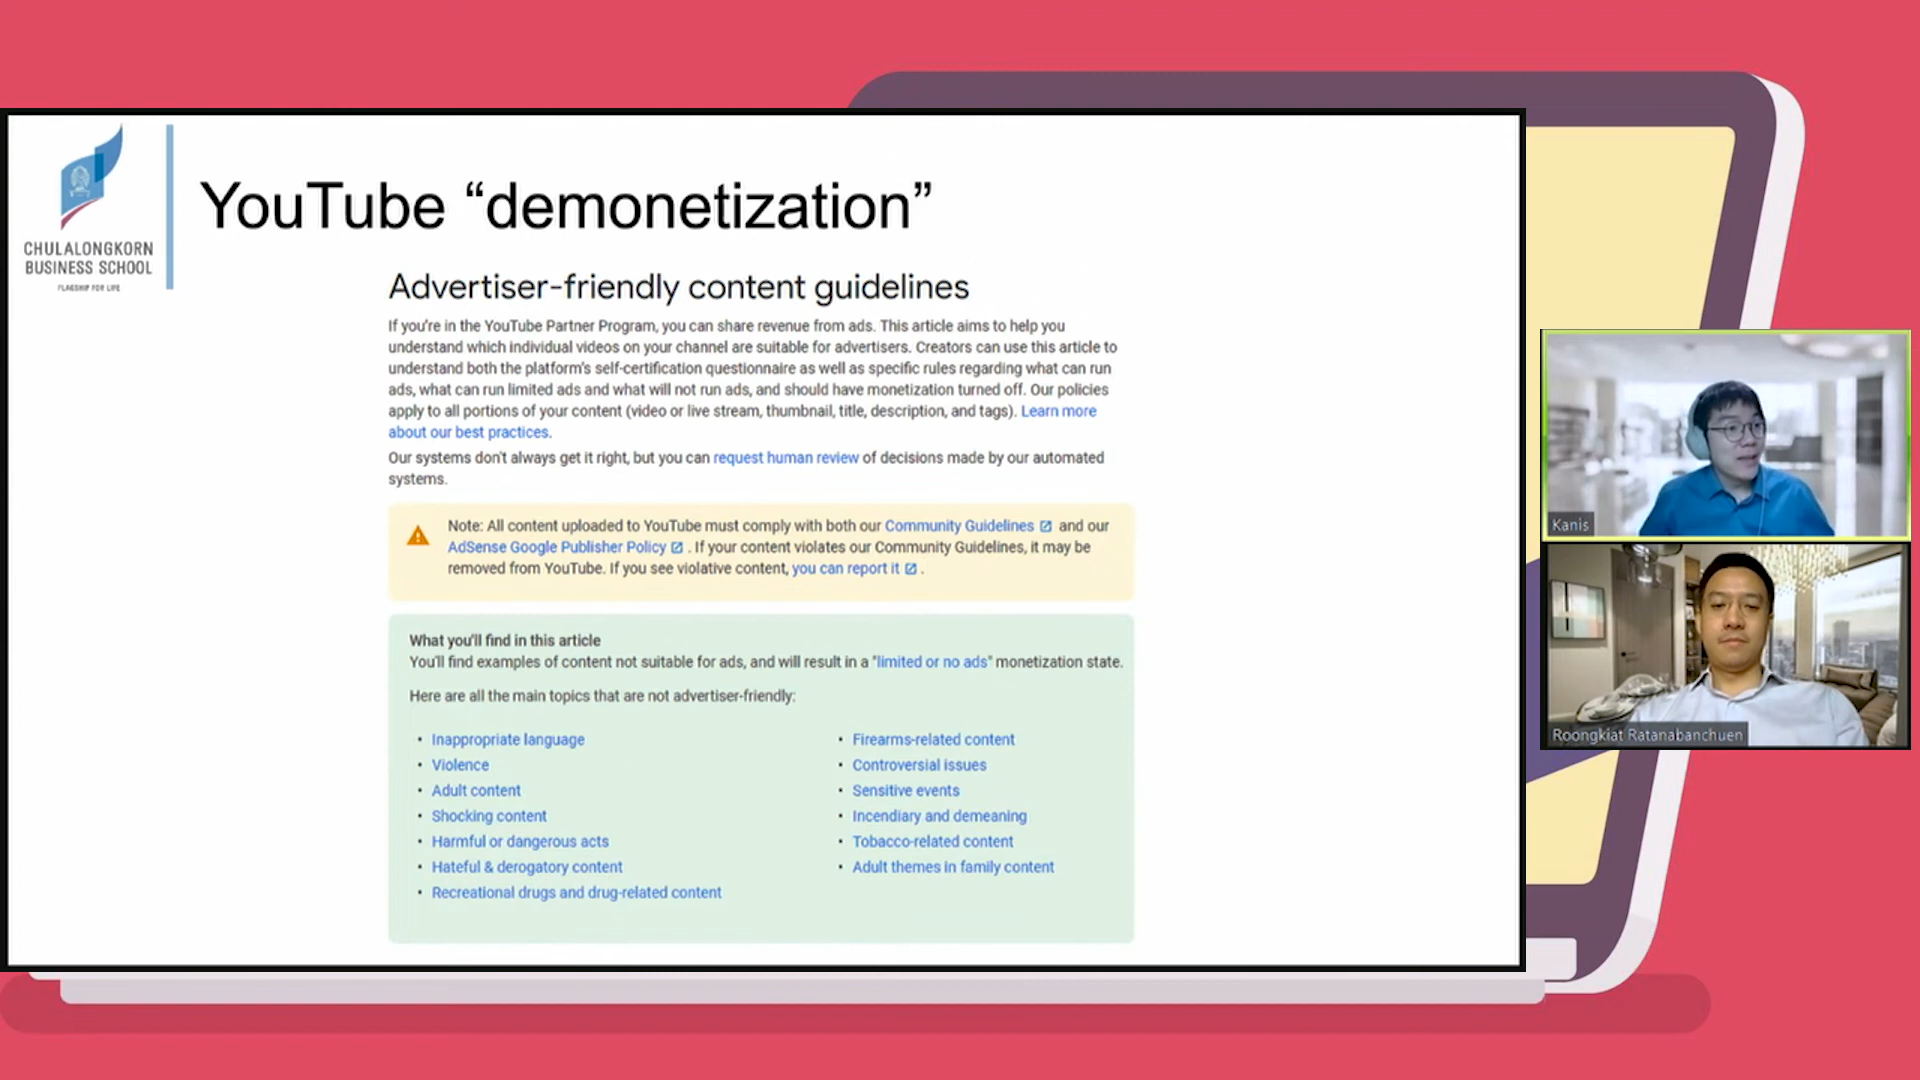 CHULALONGKORN
BUSINESS SCHOOL
FLAGSHIP FOR LIFE
YouTube “demonetization”
Advertiser-friendly content guidelines
If you're in the YouTube Partner Program, you can share revenue from ads. This article aims to help you
understand which individual videos on your channel are suitable for advertisers. Creators can use this article to
understand both the platform's self-certification questionnaire as well as specific rules regarding what can run
ads, what can run limited ads and what will not run ads, and should have monetization turned off. Our policies
apply to all portions of your content (video or live stream, thumbnail, title, description, and tags). Learn more
about our best practices.
Our systems don't always get it right, but you can request human review of decisions made by our automated
systems.
Note: All content uploaded to YouTube must comply with both our Community Guidelines and our
AdSense Google Publisher Policy . If your content violates our Community Guidelines, it may be
removed from YouTube. If you see violative content, you can report it .
What you'll find in this article
You'll find examples of content not suitable for ads, and will result in a "limited or no ads" monetization state.
Here are all the main topics that are not advertiser-friendly:
• Inappropriate language
• Violence
• Adult content
• Shocking content
• Harmful or dangerous acts
• Hateful & derogatory content
• Recreational drugs and drug-related content
• Firearms-related content
• Controversial issues
• Sensitive events
• Incendiary and demeaning
• Tobacco-related content
• Adult themes in family content
Kanis
Roongkiat Ratanabanchuen